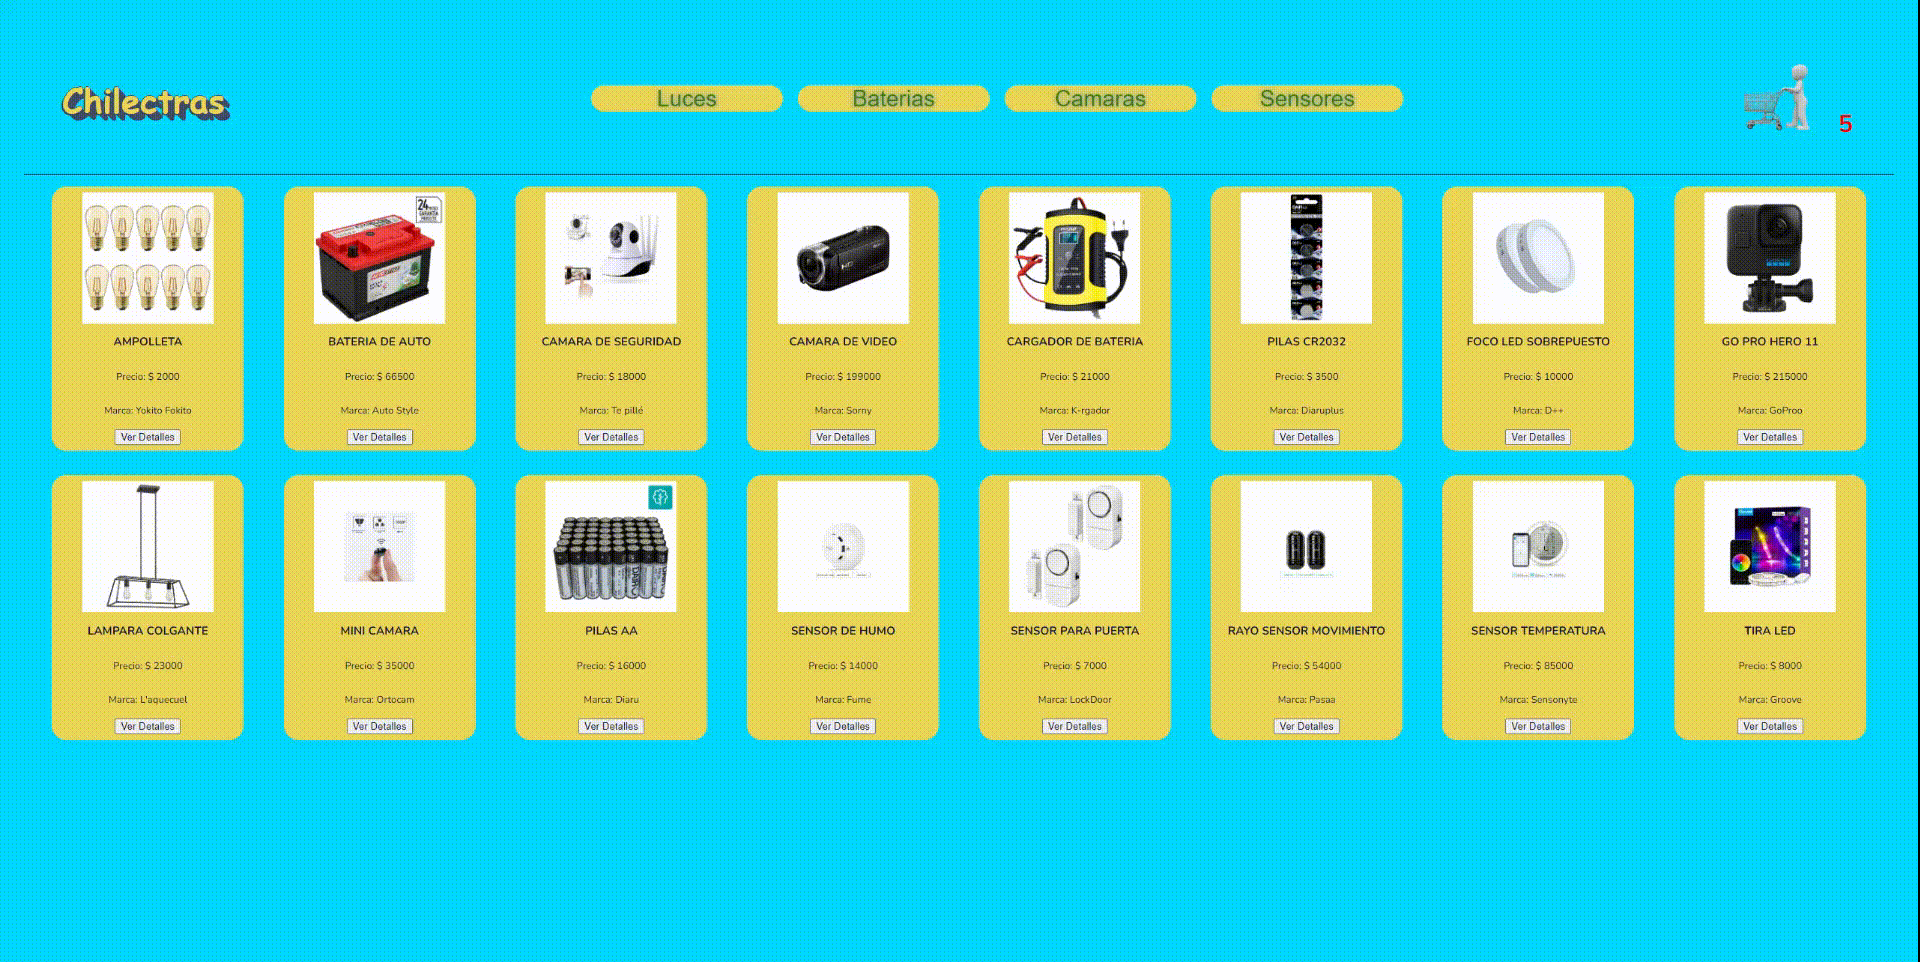 Chilectras
Luces
Baterias
Camaras
Sensores
5
24
GARANTIA
AMPOLLETA
Precio: $ 2000
Marca: Yokito Fokito
Ver Detalles
BATERIA DE AUTO
Precio: $ 66500
Marca: Auto Style
Ver Detalles
CAMARA DE SEGURIDAD
Precio: $ 18000
Marca: Te pillé
Ver Detalles
CAMARA DE VIDEO
Precio: $ 199000
Marca: Sorny
Ver Detalles
CARGADOR DE BATERIA
Precio: $ 21000
Marca: K-rgador
Ver Detalles
PILAS CR2032
Precio: $ 3500
Marca: Diaruplus
Ver Detalles
FOCO LED SOBREPUESTO
Precio: $ 10000
Marca: D++
Ver Detalles
GO PRO HERO 11
Precio: $ 215000
Marca: GoProo
Ver Detalles
LAMPARA COLGANTE
Precio: $ 23000
Marca: L'aquecuel
Ver Detalles
MINI CAMARA
Precio: $ 35000
Marca: Ortocam
Ver Detalles
PILAS AA
Precio: $ 16000
Marca: Diaru
Ver Detalles
SENSOR DE HUMO
Precio: $ 14000
Marca: Fume
Ver Detalles
SENSOR PARA PUERTA
Precio: $ 7000
Marca: LockDoor
Ver Detalles
RAYO SENSOR MOVIMIENTO
Precio: $ 54000
Marca: Pasaa
Ver Detalles
SENSOR TEMPERATURA
Precio: $ 85000
Marca: Sensonyte
Ver Detalles
TIRA LED
Precio: $ 8000
Marca: Groove
Ver Detalles